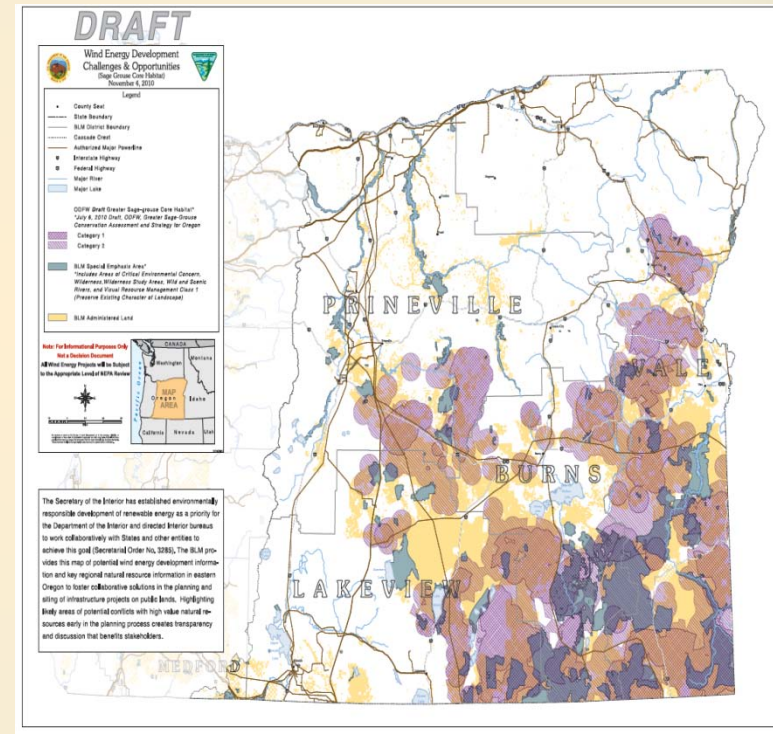 DRAFT
Wind Energy Development
Challenges & Opportunities
(Sage Grouse Core Habitat)
November 4, 2010
Legend
County Seat
State Boundary
BLM District Boundary
Cascade Crest
Authorized Major Powerline
Interstate Highway
Federal Highway
Major River
Major Lake
ODFW Draft Greater Sage-grouse Core Habitat*
*July 6, 2010 Draft, ODFW, Greater Sage-Grouse
Conservation Assessment and Strategy for Oregon
Category 1
Category 2
BLM Special Emphasis Area*
*Includes Areas of Critical Environmental Concern,
Wilderness, Wilderness Study Areas, Wild and Scenic
Rivers, and Visual Resource Management Class 1
(Preserve Existing Character of Landscape)
BLM Administered Land
Note: For Informational Purposes Only
Not a Decision Document
All Wind Energy Projects will be Subject
to the Appropriate Level of NEPA Review
CANADA
Washington
Montana
Pacific Ocean
MAP
Oregon
AREA
Idaho
California
Nevada
Utah
The Secretary of the Interior has established environmentally
responsible development of renewable energy as a priority for
the Department of the Interior and directed Interior bureaus
to work collaboratively with States and other entities to
achieve this goal (Secretarial Order No. 3285). The BLM pro-
vides this map of potential wind energy development informa-
tion and key regional natural resource information in eastern
Oregon to foster collaborative solutions in the planning and
siting of infrastructure projects on public lands. Highlighting
likely areas of potential conflicts with high value natural re-
sources early in the planning process creates transparency
and discussion that benefits stakeholders.
PRINEVILLE
VALE
BURNS
LAKEVIEW
MEDFORD